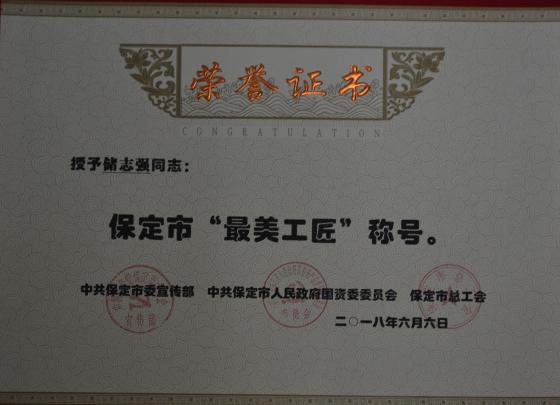 荣誉证书
CONGRATULATION
授予储志强同志：
保定市“最美工匠”称号。
中共保定市委宣传部 中共保定市人民政府国资委委员会 保定市总工会
二〇一八年六月六日